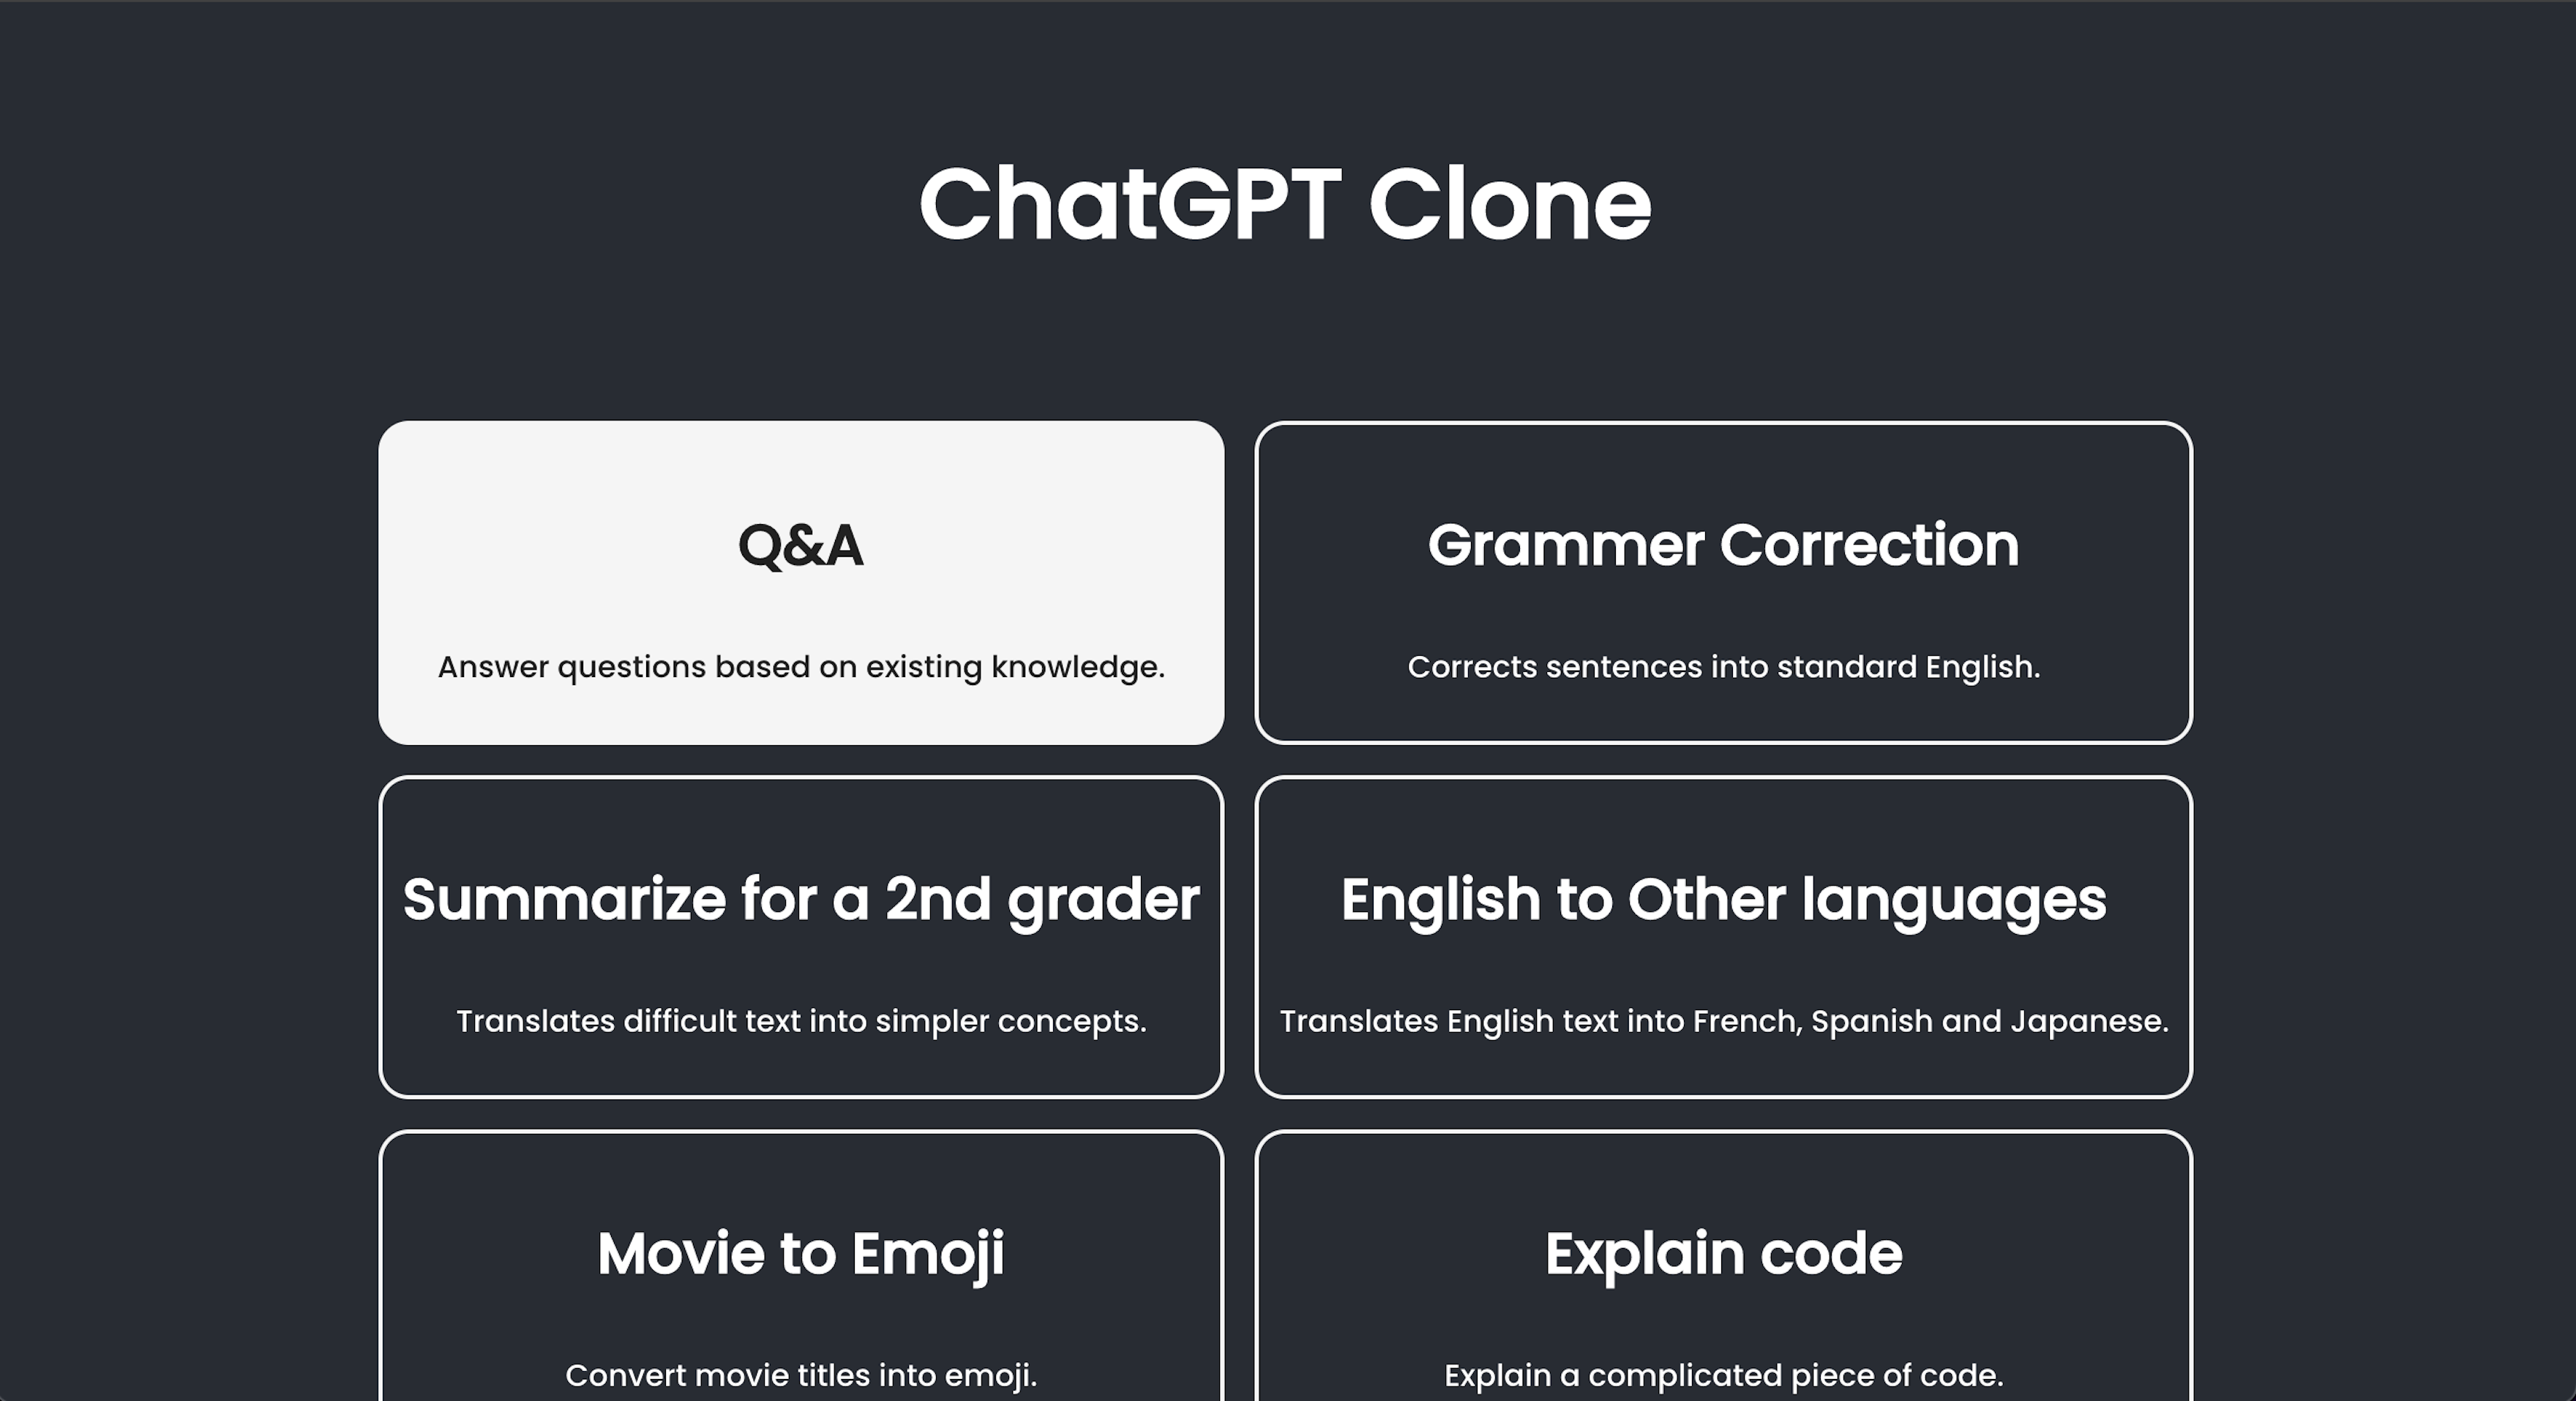 ChatGPT Clone
Q&A
Answer questions based on existing knowledge.
Grammer Correction
Corrects sentences into standard English.
Summarize for a 2nd grader
Translates difficult text into simpler concepts.
English to Other languages
Translates English text into French, Spanish and Japanese.
Movie to Emoji
Convert movie titles into emoji.
Explain code
Explain a complicated piece of code.